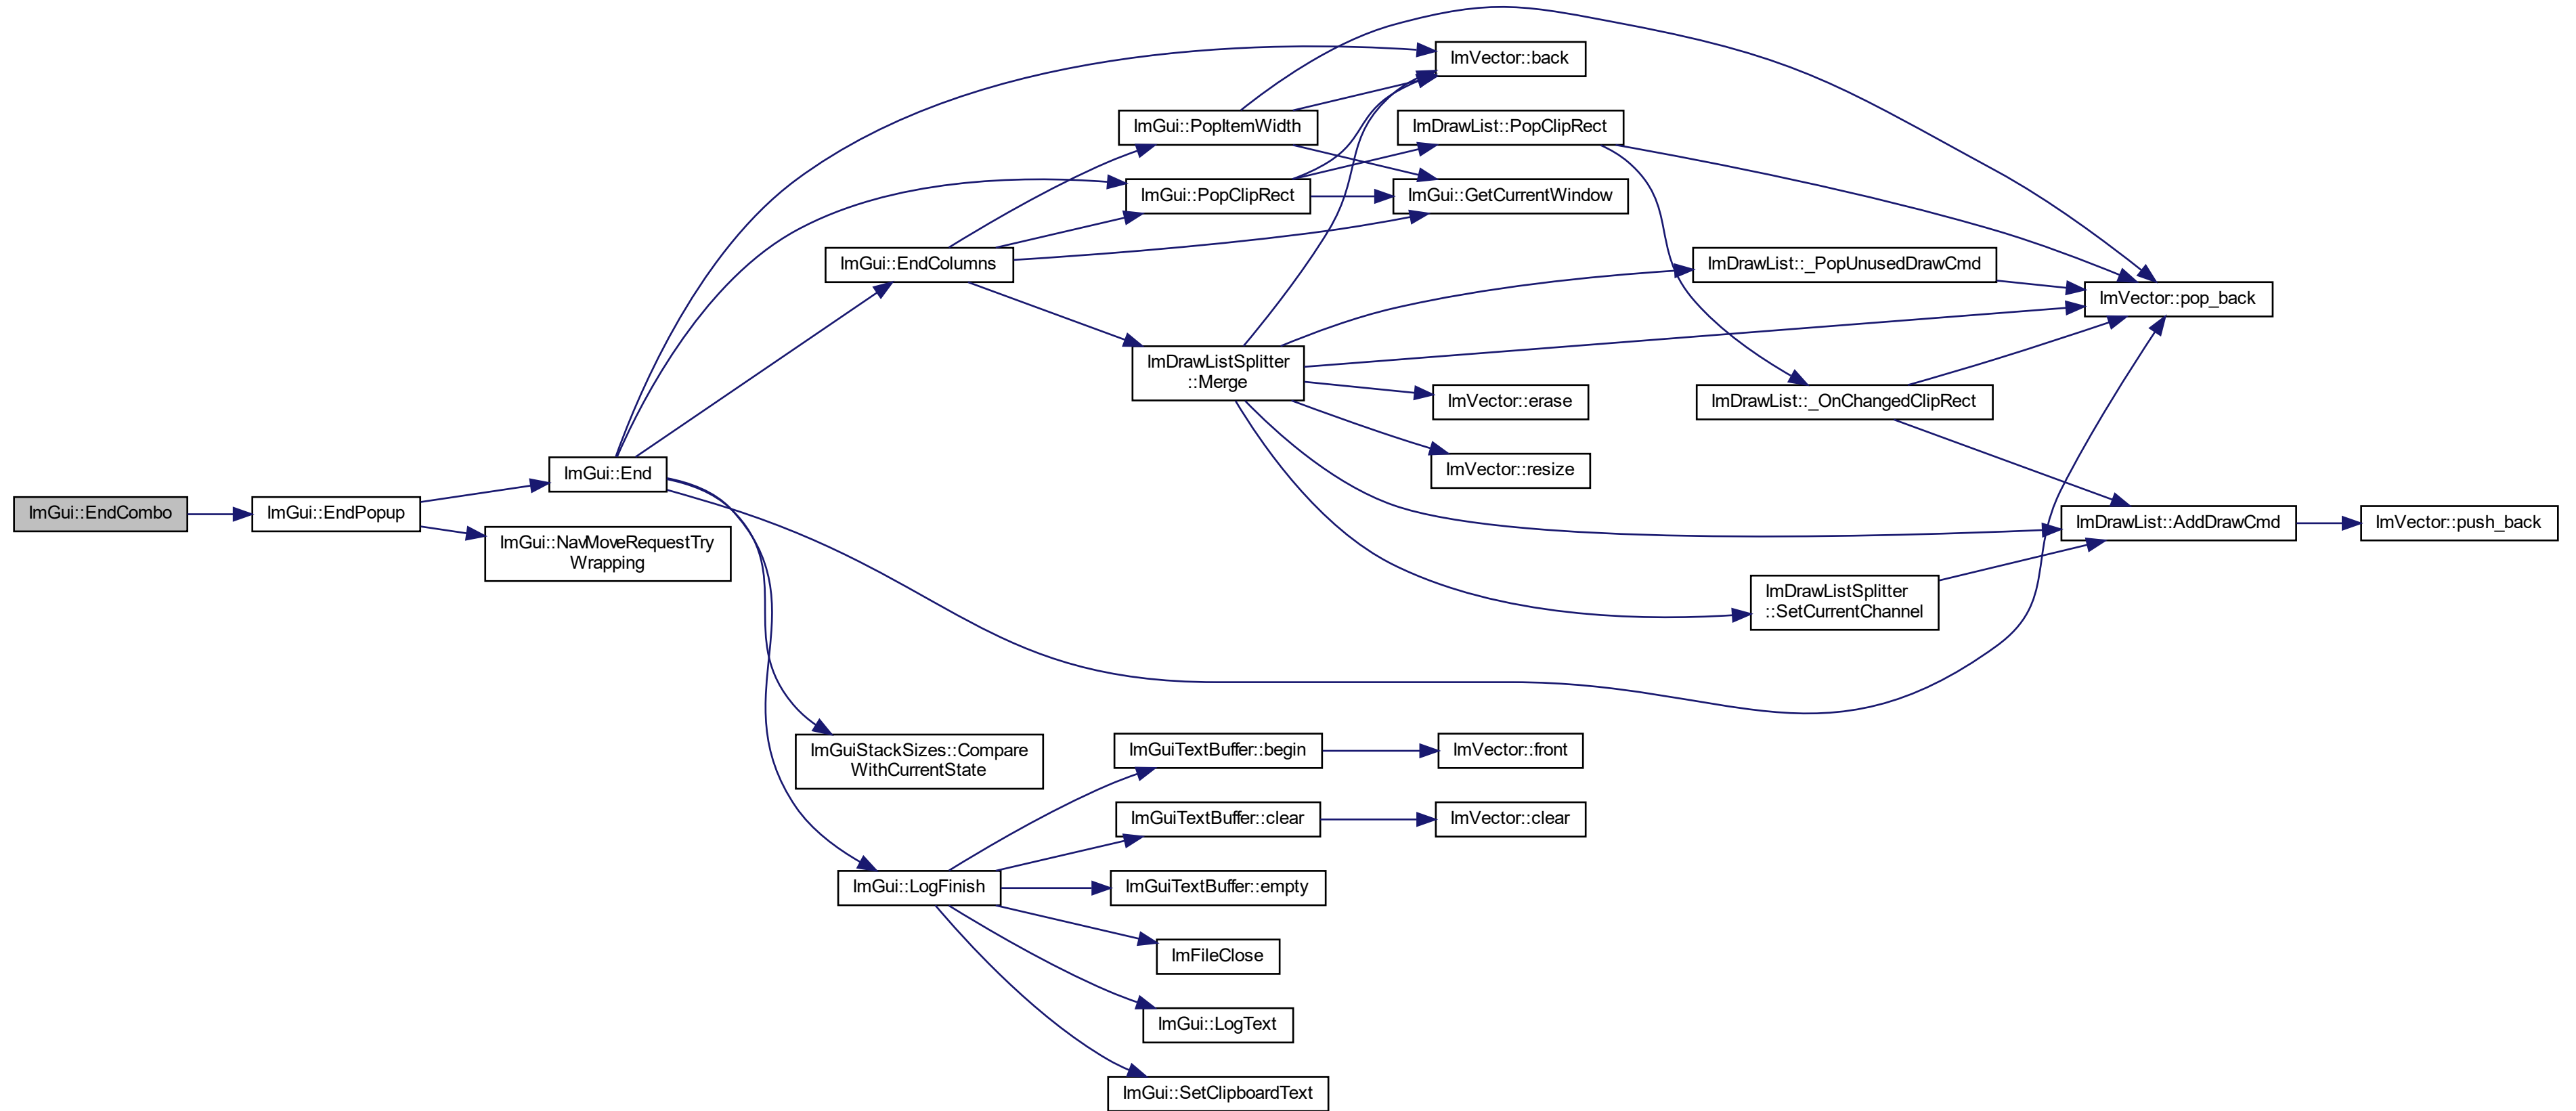 ImGui::EndCombo
ImGui::EndPopup
ImGui::End
ImGui::NavMoveRequestTry
Wrapping
ImGui::EndColumns
ImGuiStackSizes::Compare
WithCurrentState
ImGui::LogFinish
ImGui::PopItemWidth
ImGui::PopClipRect
ImDrawListSplitter
::Merge
ImGuiTextBuffer::begin
ImGuiTextBuffer::clear
ImGuiTextBuffer::empty
ImFileClose
ImGui::LogText
ImGui::SetClipboardText
ImVector::back
ImDrawList::PopClipRect
ImGui::GetCurrentWindow
ImVector::erase
ImVector::resize
ImVector::front
ImVector::clear
ImDrawList::_PopUnusedDrawCmd
ImDrawList::_OnChangedClipRect
ImDrawListSplitter
::SetCurrentChannel
ImVector::pop_back
ImDrawList::AddDrawCmd
ImVector::push_back